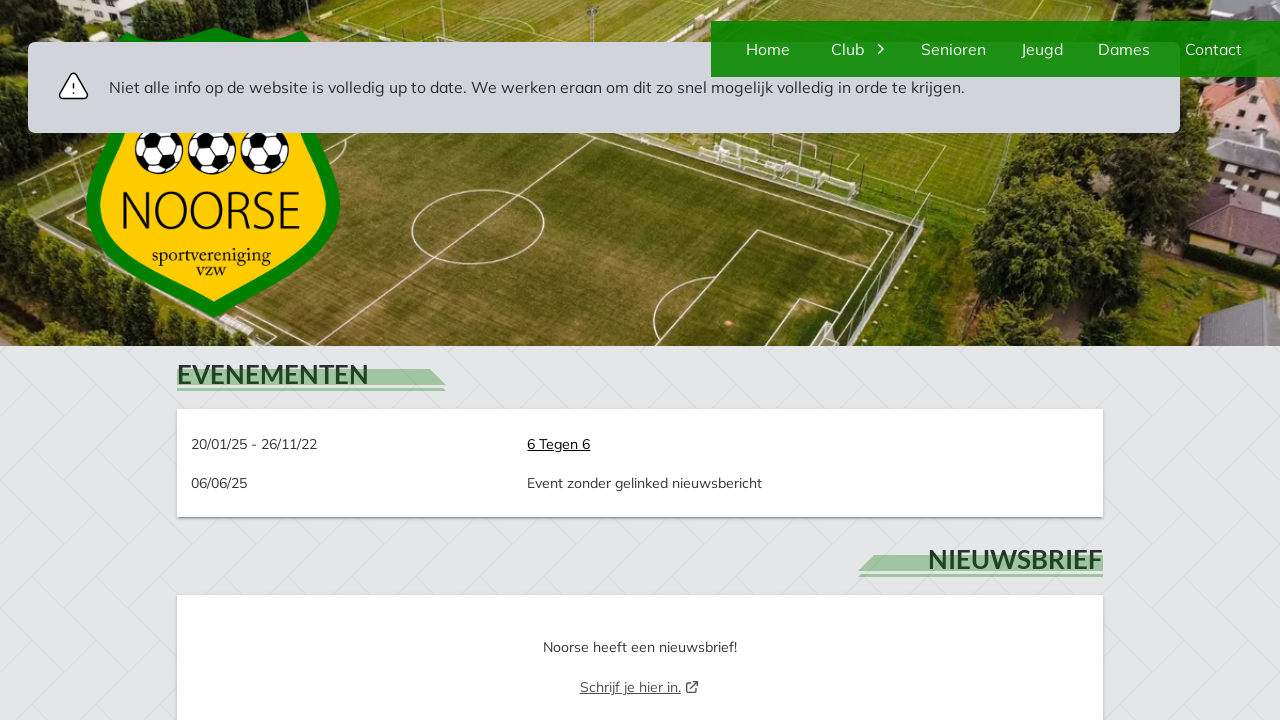 Home Club Senioren Jeugd Dames Contact
Niet alle info op de website is volledig up to date. We werken eraan om dit zo snel mogelijk volledig in orde te krijgen.
NOORSE
sportvereniging
vzw
EVENEMENTEN
20/01/25 - 26/11/22 6 Tegen 6
06/06/25 Event zonder gelinked nieuwsbericht
NIEUWSBRIEF
Noorse heeft een nieuwsbrief!
Schrijf je hier in.